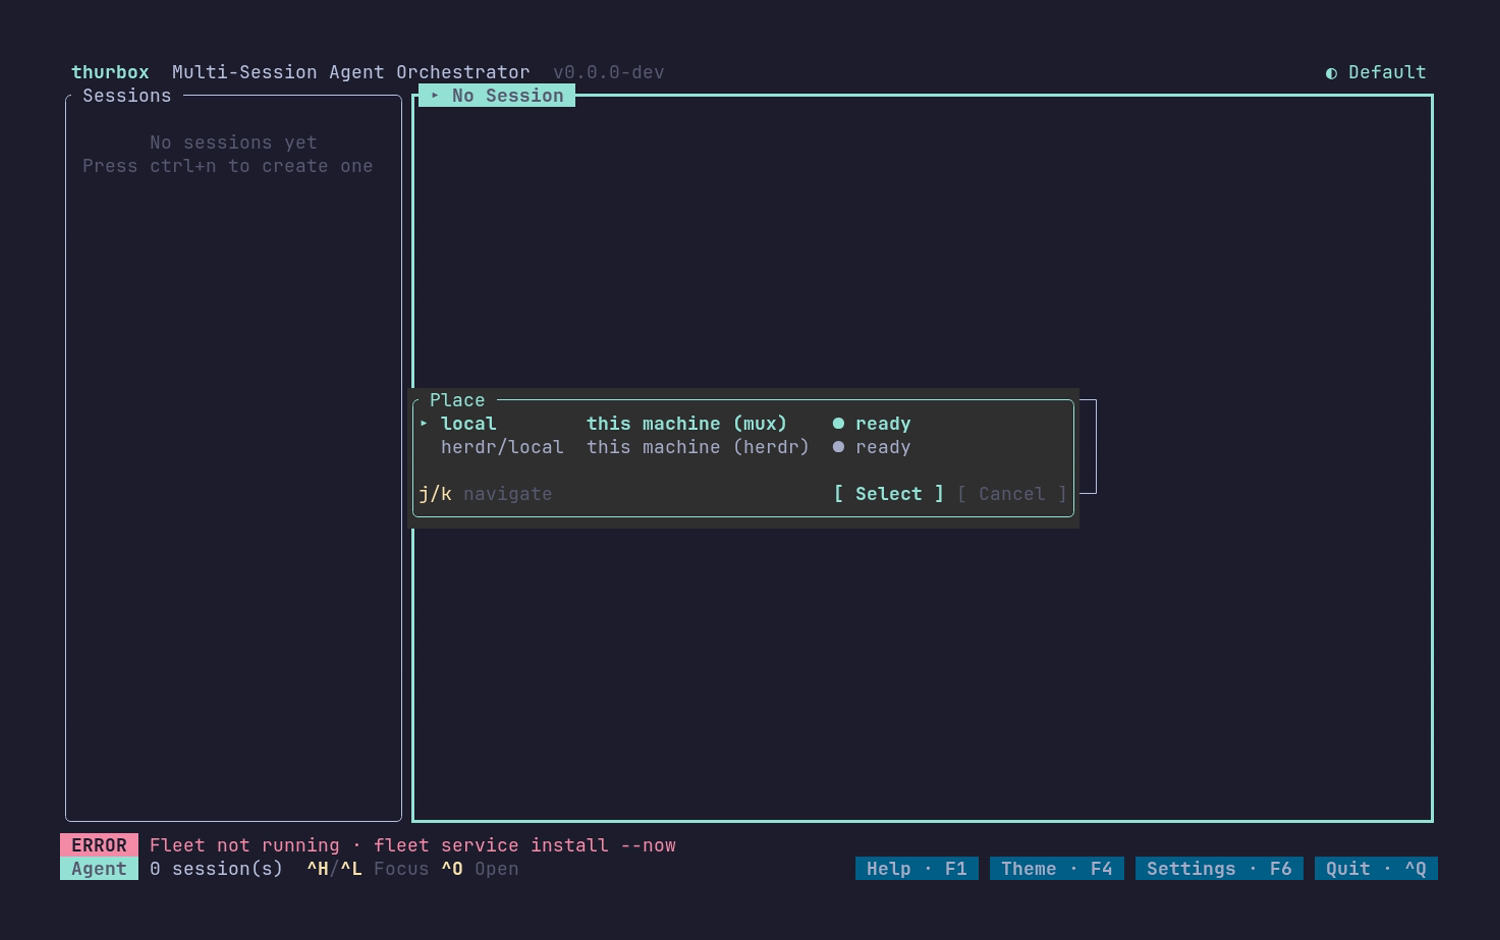 thurbox Multi-Session Agent Orchestrator v0.0.0-dev ◐ Default
Sessions
▸ No Session
No sessions yet
Press ctrl+n to create one
Place
▸ local this machine (mux) ● ready
herdr/local this machine (herdr) ● ready
j/k navigate [ Select ] [ Cancel ]
ERROR Fleet not running · fleet service install --now
Agent 0 session(s) ^H/^L Focus ^O Open Help · F1 Theme · F4 Settings · F6 Quit · ^Q